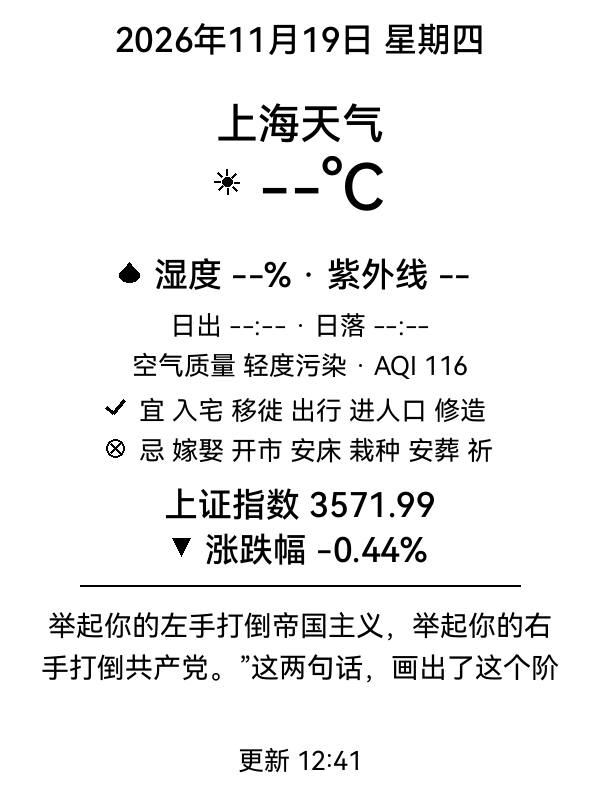 2026年11月19日 星期四
上海天气
--°C
湿度 --% · 紫外线 --
日出 --:-- · 日落 --:--
空气质量 轻度污染 · AQI 116
宜 入宅 移徙 出行 进人口 修造
忌 嫁娶 开市 安床 栽种 安葬 祈
上证指数 3571.99
▼ 涨跌幅 -0.44%
举起你的左手打倒帝国主义，举起你的右
手打倒共产党。”这两句话，画出了这个阶
更新 12:41